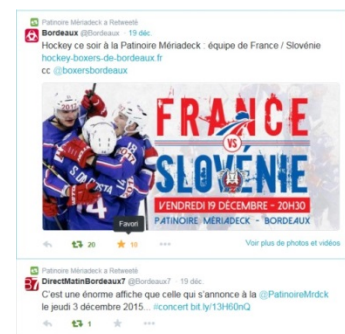 Patinoire Mériadeck a Retweeté
Bordeaux @Bordeaux · 19 déc.
Hockey ce soir à la Patinoire Mériadeck : équipe de France / Slovénie
hockey-boxers-de-bordeaux.fr
cc @boxersbordeaux
FRANCE
VS
SLOVÉNIE
VENDREDI 19 DÉCEMBRE - 20H30
PATINOIRE MÉRIADECK - BORDEAUX
S.DA COSTA
84
Favori
26
10
Voir plus de photos et vidéos
Patinoire Mériadeck a Retweeté
DirectMatinBordeaux7 @Bordeaux7 · 19 déc.
C'est une énorme affiche que celle qui s'annonce à la @PatinoireMrdck
le jeudi 3 décembre 2015... #concert bit.ly/13H60nQ
1